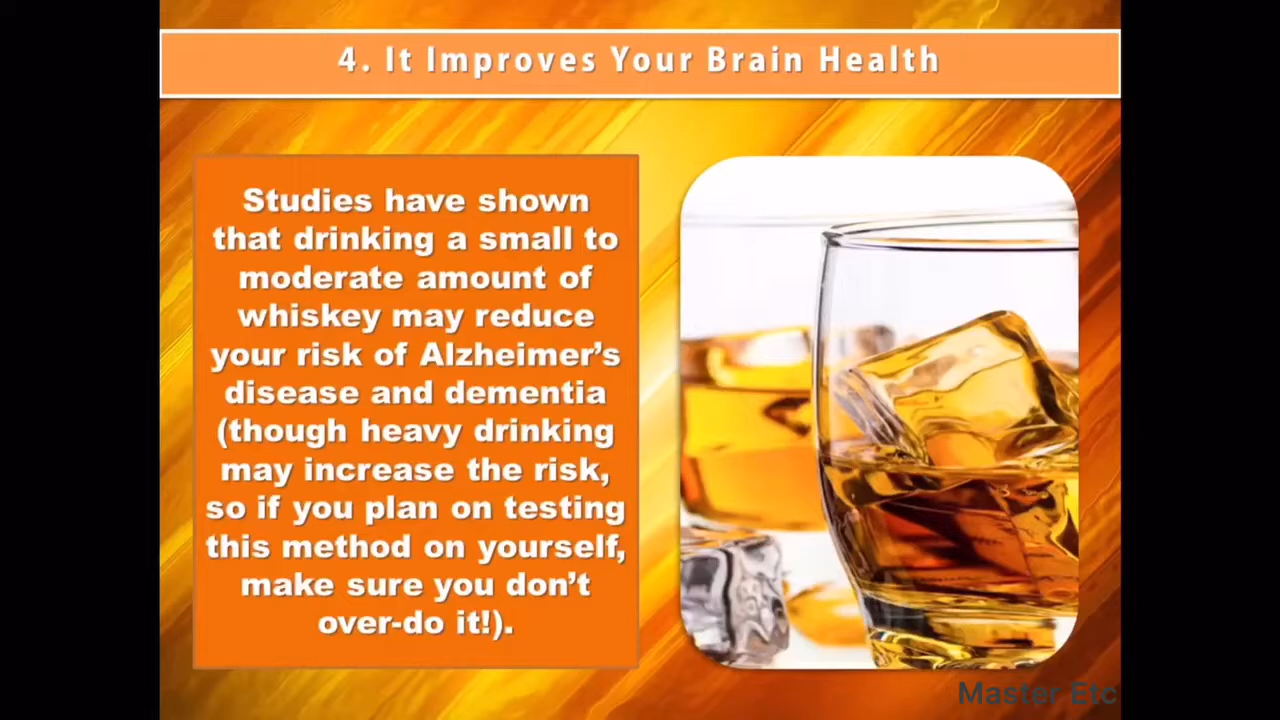 4. It Improves Your Brain Health
Studies have shown
that drinking a small to
moderate amount of
whiskey may reduce
your risk of Alzheimer’s
disease and dementia
(though heavy drinking
may increase the risk,
so if you plan on testing
this method on yourself,
make sure you don’t
over-do it!).
Master Etc